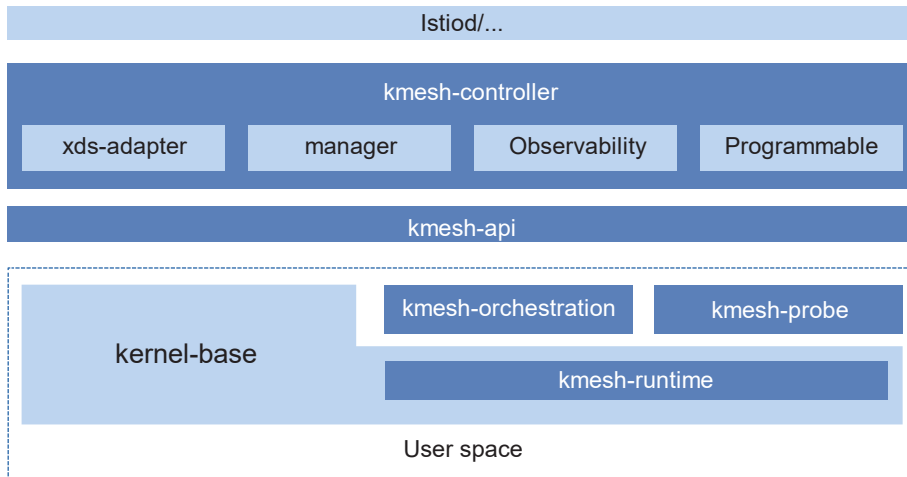 Istiod/...
kmesh-controller
xds-adapter
manager
Observability
Programmable
kmesh-api
kernel-base
kmesh-orchestration
kmesh-probe
kmesh-runtime
User space